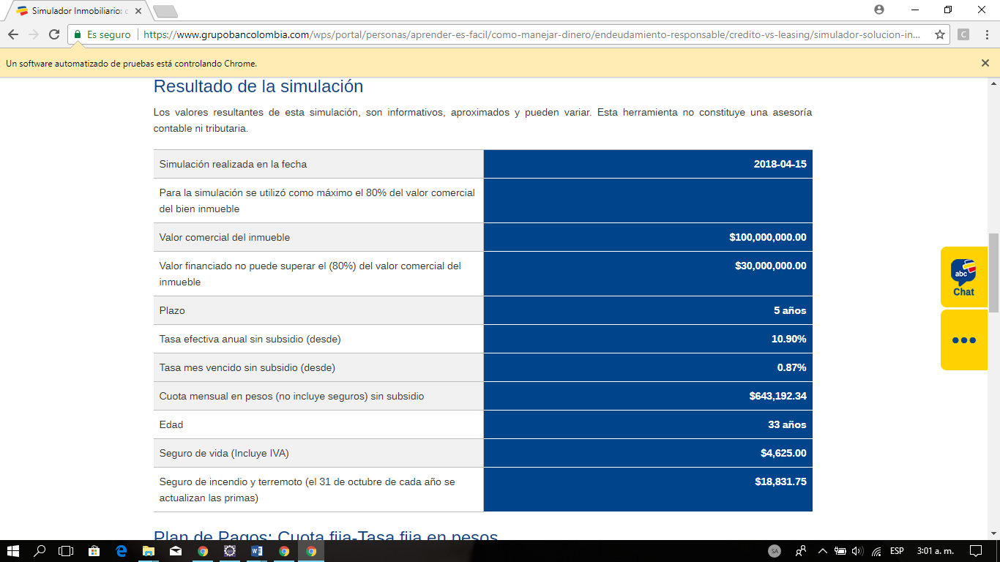 Simulador Inmobiliario: c
Es seguro
https://www.grupobancolombia.com/wps/portal/personas/aprender-es-facil/como-manejar-dinero/endeudamiento-responsable/credito-vs-leasing/simulador-solucion-in...
C
Un software automatizado de pruebas está controlando Chrome.
Resultado de la simulación
Los valores resultantes de esta simulación, son informativos, aproximados y pueden variar. Esta herramienta no constituye una asesoría
contable ni tributaria.
Simulación realizada en la fecha 2018-04-15
Para la simulación se utilizó como máximo el 80% del valor comercial
del bien inmueble
Valor comercial del inmueble $100,000,000.00
Valor financiado no puede superar el (80%) del valor comercial del $30,000,000.00
inmueble
abc
Chat
Plazo 5 años
Tasa efectiva anual sin subsidio (desde) 10.90%
Tasa mes vencido sin subsidio (desde) 0.87%
Cuota mensual en pesos (no incluye seguros) sin subsidio $643,192.34
Edad 33 años
Seguro de vida (Incluye IVA) $4,625.00
Seguro de incendio y terremoto (el 31 de octubre de cada año se $18,831.75
actualizan las primas)
Plan de Pagos: Cuota fija-Tasa fija en pesos
SA
ESP
3:01 a. m.